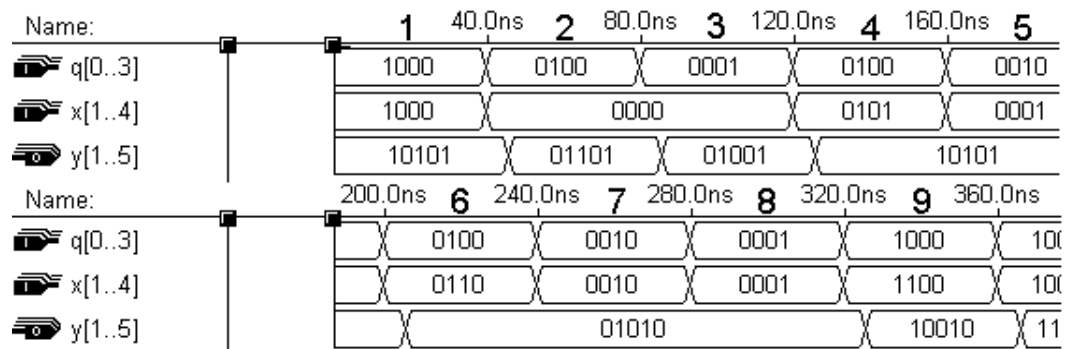 Name: 1 40.0ns 2 80.0ns 3 120.0ns 4 160.0ns 5
q[0..3] 1000 0100 0001 0100 0010
x[1..4] 1000 0000 0101 0001
y[1..5] 10101 01101 01001 10101
Name: 200.0ns 6 240.0ns 7 280.0ns 8 320.0ns 9 360.0ns
q[0..3] 0100 0010 0001 1000
x[1..4] 0110 0010 0001 1100
y[1..5] 01010 10010 11